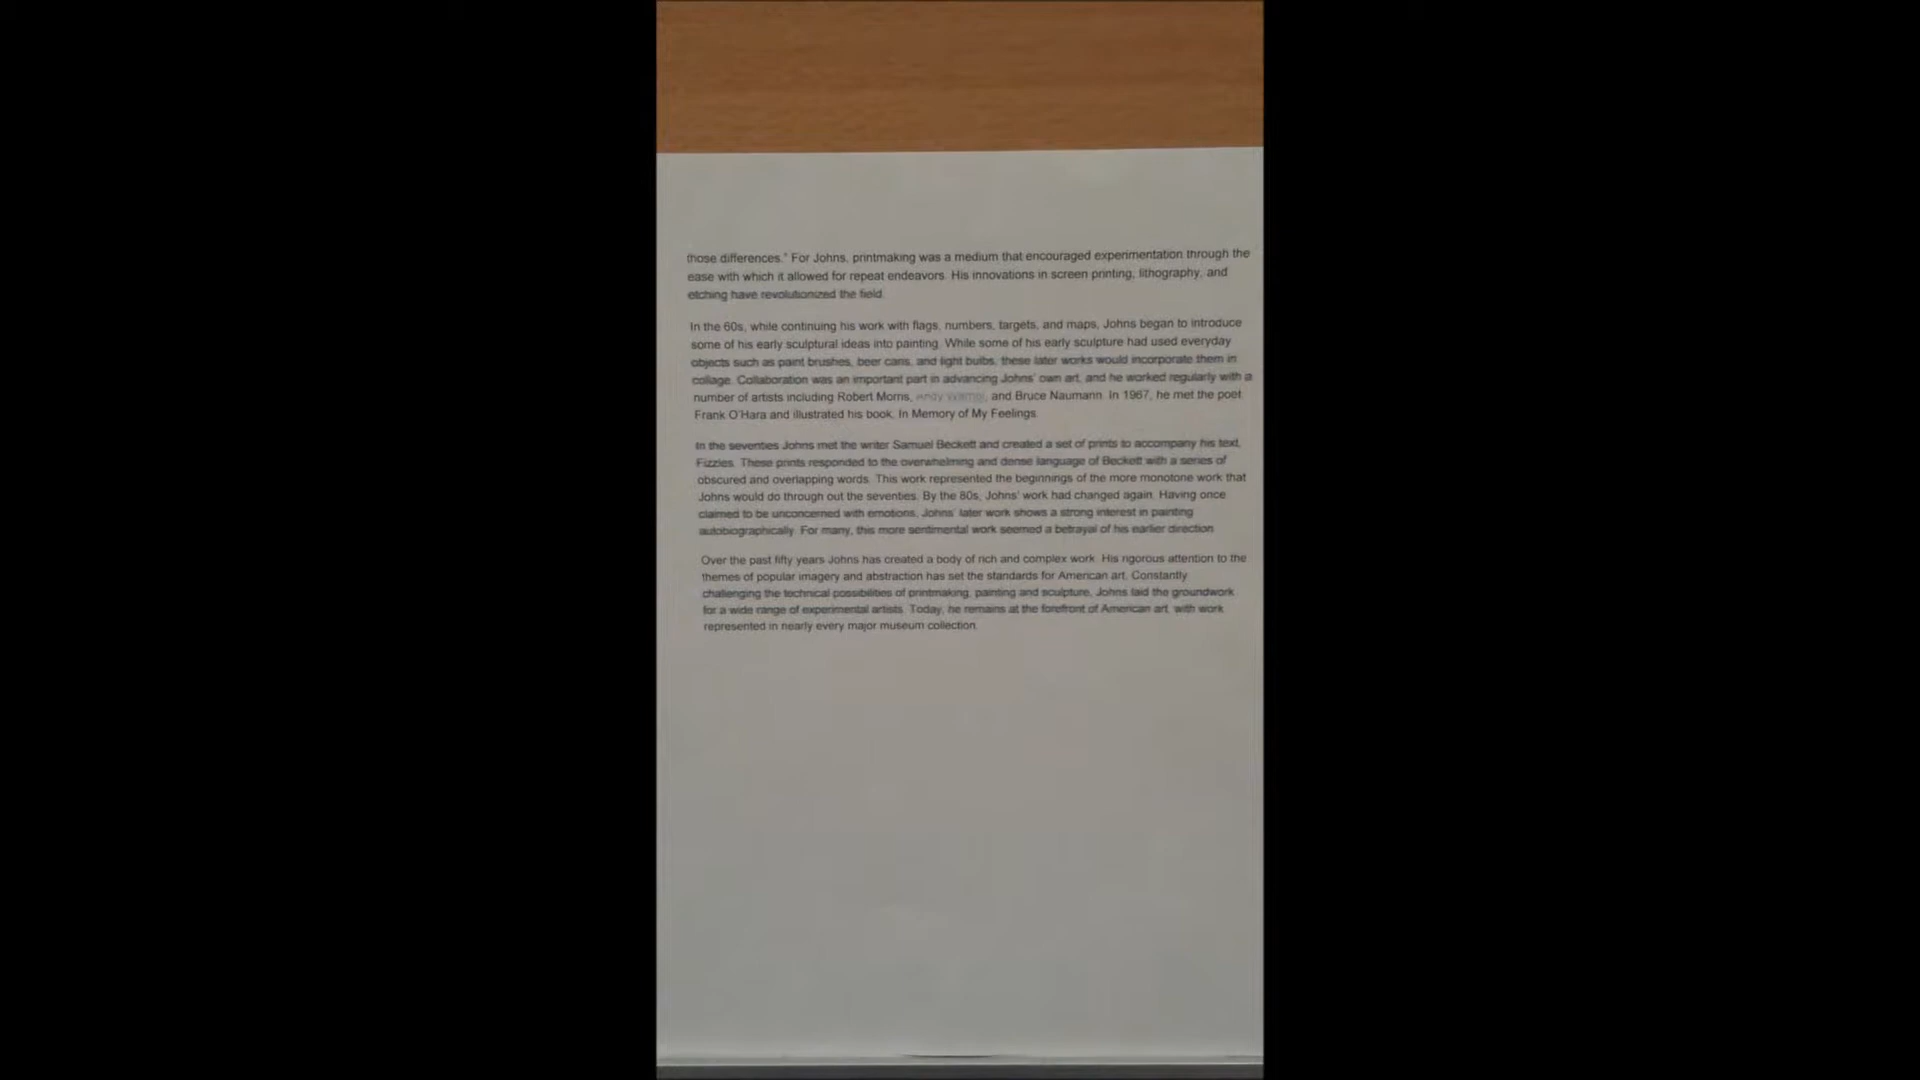 those differences." For Johns, printmaking was a medium that encouraged experimentation through the
ease with which it allowed for repeat endeavors. His innovations in screen printing, lithography, and
etching have revolutionized the field.
In the 60s, while continuing his work with flags, numbers, targets, and maps, Johns began to introduce
some of his early sculptural ideas into painting. While some of his early sculpture had used everyday
objects such as paint brushes, beer cans, and light bulbs, these later works would incorporate them in
collage. Collaboration was an important part in advancing Johns' own art, and he worked regularly with a
number of artists including Robert Morris, Andy Warhol, and Bruce Naumann. In 1967, he met the poet
Frank O'Hara and illustrated his book, In Memory of My Feelings.
In the seventies Johns met the writer Samuel Beckett and created a set of prints to accompany his text,
Fizzles. These prints responded to the overwhelming and dense language of Beckett with a series of
obscured and overlapping words. This work represented the beginnings of the more monotone work that
Johns would do through out the seventies. By the 80s, Johns' work had changed again. Having once
claimed to be unconcerned with emotions, Johns' later work shows a strong interest in painting
autobiographically. For many, this more sentimental work seemed a betrayal of his earlier direction.
Over the past fifty years Johns has created a body of rich and complex work. His rigorous attention to the
themes of popular imagery and abstraction has set the standards for American art. Constantly
challenging the technical possibilities of printmaking, painting and sculpture, Johns laid the groundwork
for a wide range of experimental artists. Today, he remains at the forefront of American art, with work
represented in nearly every major museum collection.